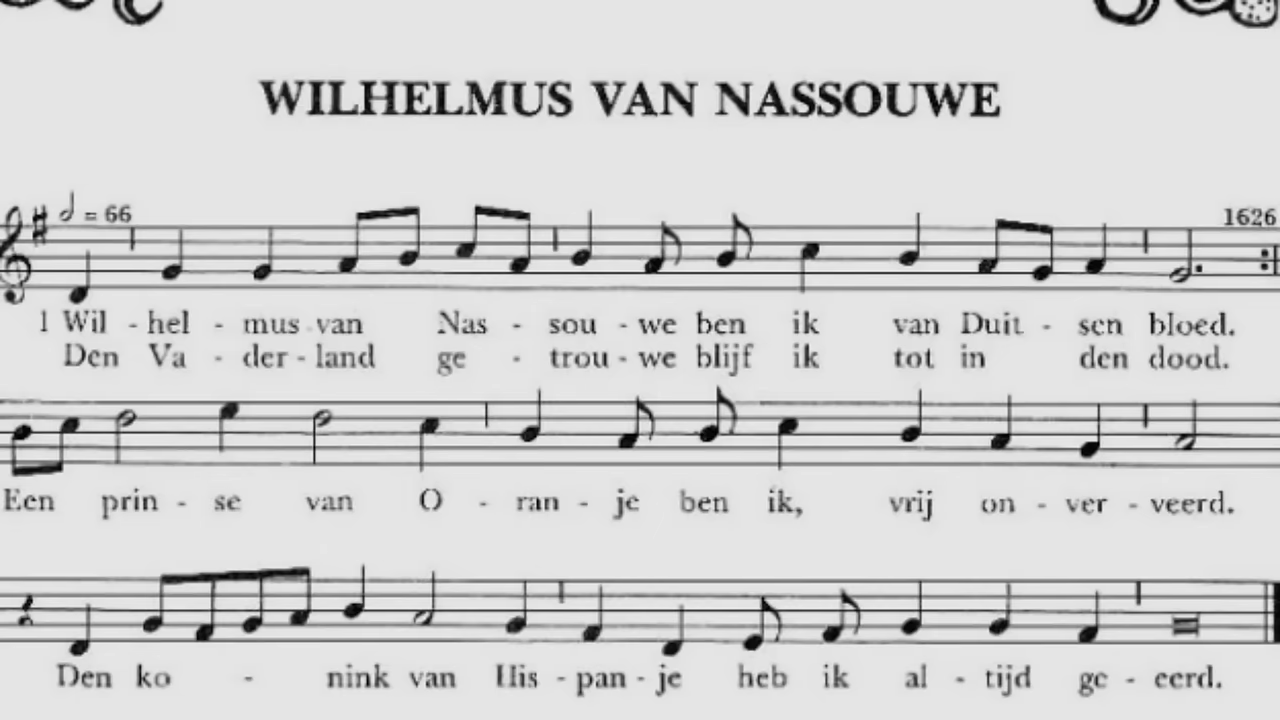 WILHELMUS VAN NASSOUWE
= 66
1626
1 Wil - hel - mus van Nas - sou - we ben ik van Duit - sen bloed.
Den Va - der - land ge - trou - we blijf ik tot in den dood.
Een prin - se van O - ran - je ben ik, vrij on - ver - veerd.
Den ko - nink van His - pan - je heb ik al - tijd ge - eerd.